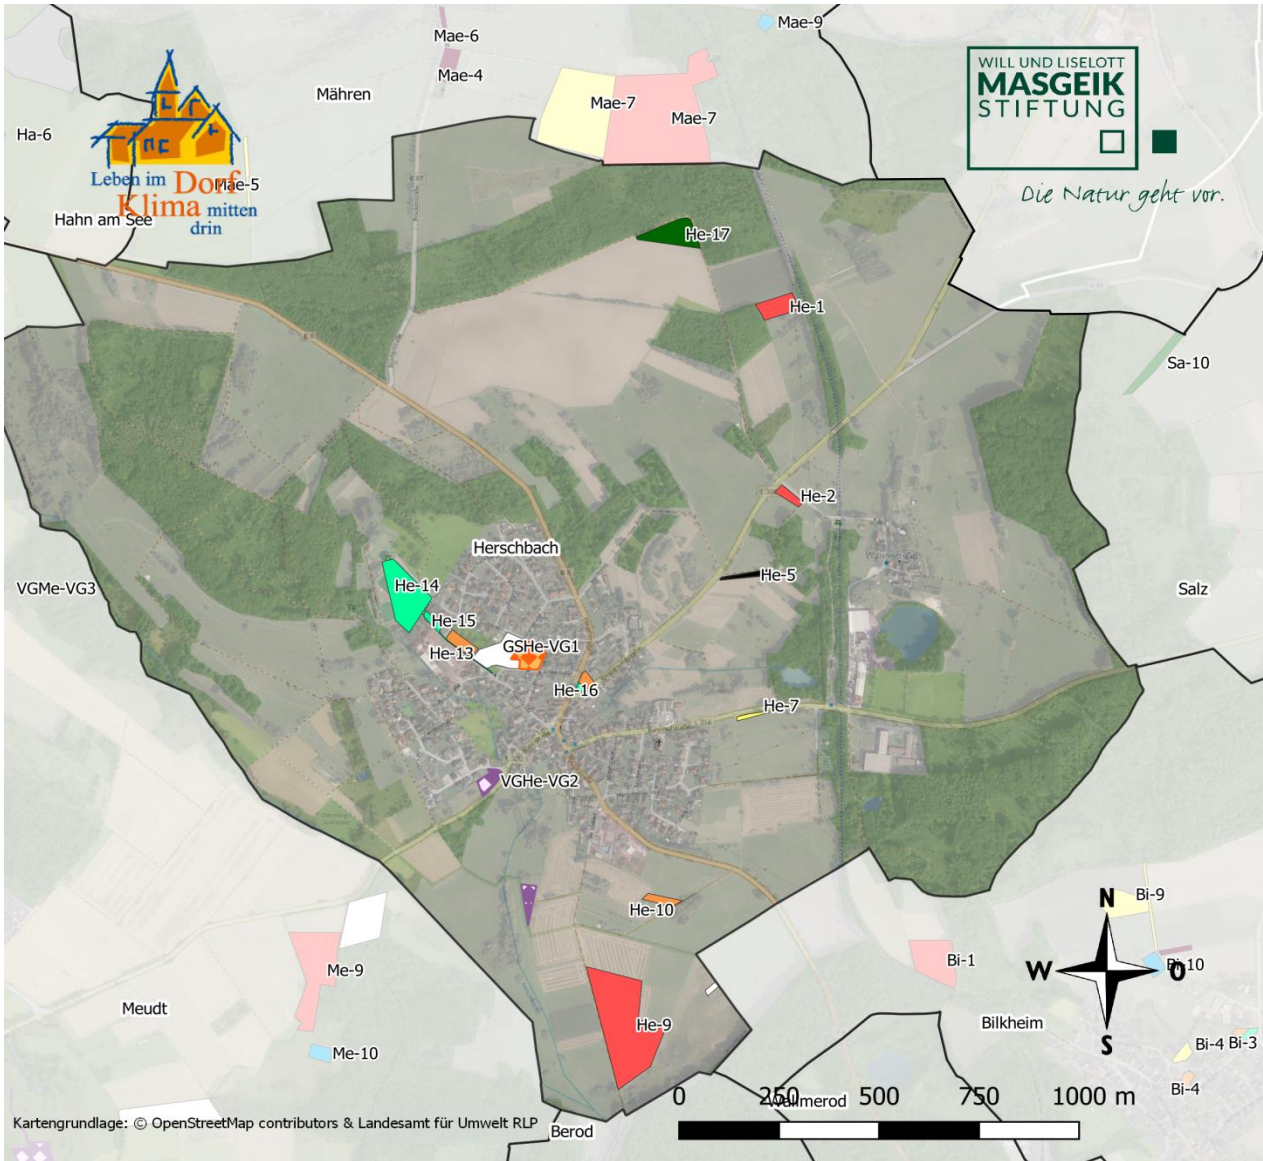 Mae-9
Mae-6
Mae-4
Mähren
Mae-7
Mae-7
Ha-6
Leben im Dorf
Klima mitten
drin
Mae-5
Hahn am See
WILL UND LISELOTT
MASGEIK
STIFTUNG
Die Natur geht vor.
He-17
He-1
Sa-10
He-2
Herschbach
He-5
VGMe-VG3
He-14
Salz
He-15
GSHe-VG1
He-13
He-16
He-7
VGHe-VG2
He-10
Bi-9
N
Me-9
Bi-1
W
Bi-10
O
Meudt
He-9
Bilkheim
S
Bi-4
Bi-3
Me-10
Bi-4
0 250 500 750 1000 m
Wallmerod
Kartengrundlage: © OpenStreetMap contributors & Landesamt für Umwelt RLP
Berod